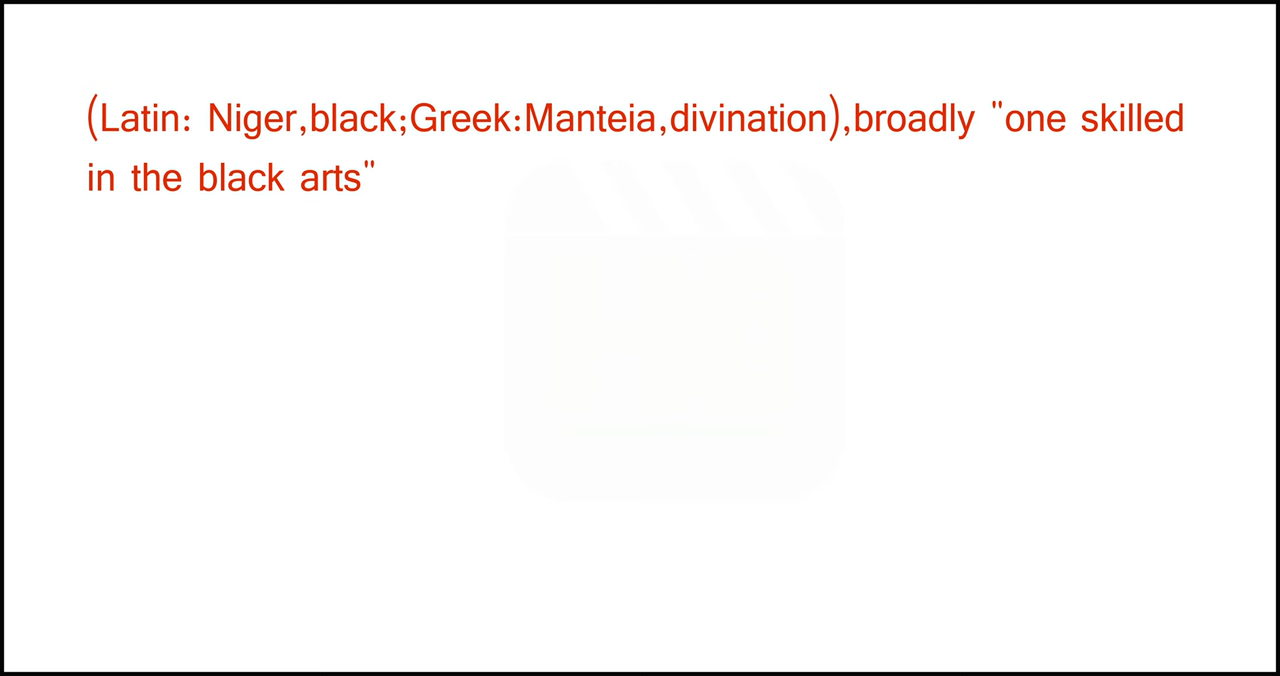 (Latin: Niger,black;Greek:Manteia,divination),broadly "one skilled
in the black arts"